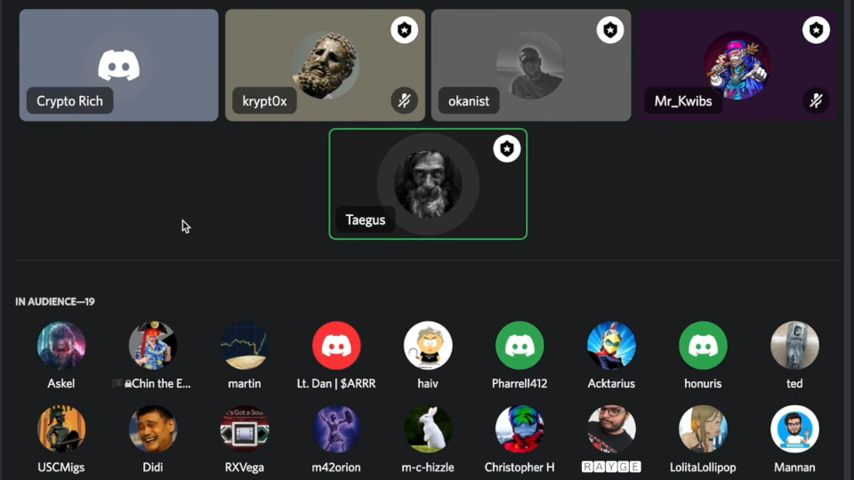 Crypto Rich
krypt0x
okanist
Mr_Kwibs
Taegus
IN AUDIENCE—19
Askel
Chin the E...
martin
Lt. Dan | $ARRR
haiv
Pharrell412
Acktarius
honuris
ted
USCMigs
Didi
RXVega
m42orion
m-c-hizzle
Christopher H
RAYGE
LolitaLollipop
Mannan